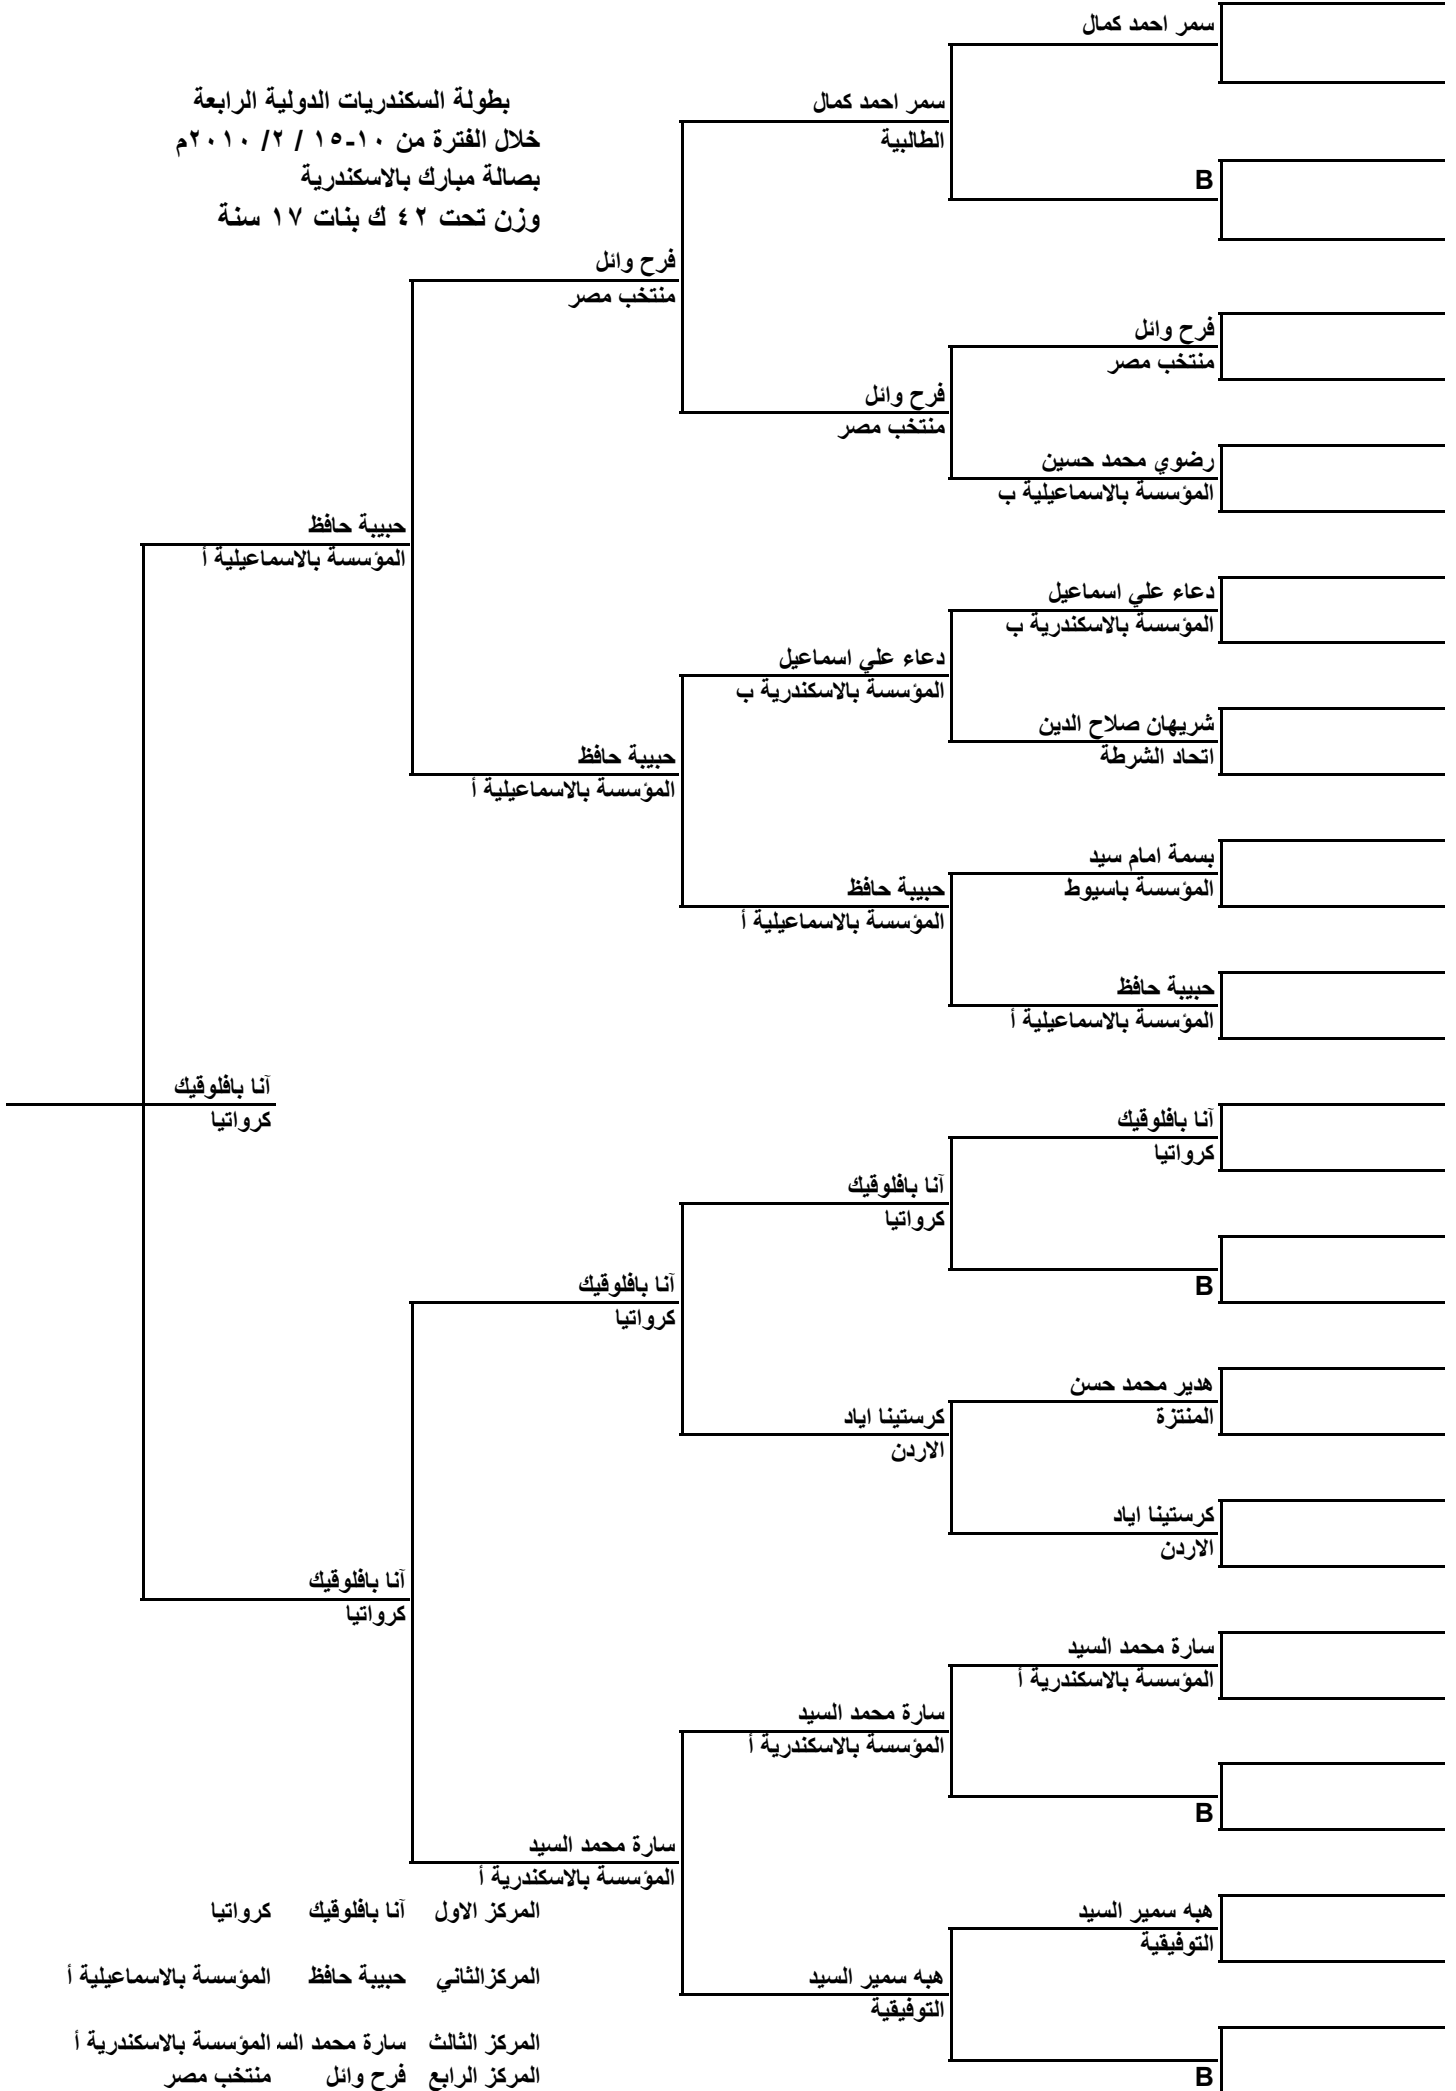 سمر احمد كمال
بطولة السكندريات الدولية الرابعة
خلال الفترة من ١٠-١٥ / ٢/ ٢٠١٠م
بصالة مبارك بالاسكندرية
وزن تحت ٤٢ ك بنات ١٧ سنة
سمر احمد كمال
الطالبية
B
فرح وائل
منتخب مصر
فرح وائل
منتخب مصر
فرح وائل
منتخب مصر
رضوي محمد حسين
المؤسسة بالاسماعيلية ب
حبيبة حافظ
المؤسسة بالاسماعيلية أ
دعاء علي اسماعيل
المؤسسة بالاسكندرية ب
دعاء علي اسماعيل
المؤسسة بالاسكندرية ب
شريهان صلاح الدين
اتحاد الشرطة
حبيبة حافظ
المؤسسة بالاسماعيلية أ
بسمة امام سيد
المؤسسة باسيوط
حبيبة حافظ
المؤسسة بالاسماعيلية أ
حبيبة حافظ
المؤسسة بالاسماعيلية أ
آنا بافلوقيك
كرواتيا
آنا بافلوقيك
كرواتيا
آنا بافلوقيك
كرواتيا
آنا بافلوقيك
كرواتيا
B
هدير محمد حسن
المنتزة
كرستينا اياد
الاردن
كرستينا اياد
الاردن
آنا بافلوقيك
كرواتيا
سارة محمد السيد
المؤسسة بالاسكندرية أ
سارة محمد السيد
المؤسسة بالاسكندرية أ
B
سارة محمد السيد
المؤسسة بالاسكندرية أ
هبه سمير السيد
التوفيقية
هبه سمير السيد
التوفيقية
B
المركز الاول آنا بافلوقيك كرواتيا
المركزالثاني حبيبة حافظ المؤسسة بالاسماعيلية أ
المركز الثالث سارة محمد الس المؤسسة بالاسكندرية أ
المركز الرابع فرح وائل منتخب مصر